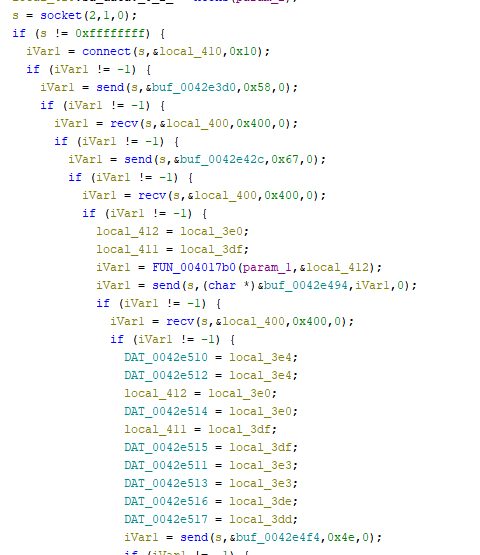 s = socket(2,1,0);
if (s != 0xffffffff) {
iVar1 = connect(s,&local_410,0x10);
if (iVar1 != -1) {
iVar1 = send(s,&buf_0042e3d0,0x58,0);
if (iVar1 != -1) {
iVar1 = recv(s,&local_400,0x400,0);
if (iVar1 != -1) {
iVar1 = send(s,&buf_0042e42c,0x67,0);
if (iVar1 != -1) {
iVar1 = recv(s,&local_400,0x400,0);
if (iVar1 != -1) {
local_412 = local_3e0;
local_411 = local_3df;
iVar1 = FUN_004017b0(param_1,&local_412);
iVar1 = send(s,(char *)&buf_0042e494,iVar1,0);
if (iVar1 != -1) {
iVar1 = recv(s,&local_400,0x400,0);
if (iVar1 != -1) {
DAT_0042e510 = local_3e4;
DAT_0042e512 = local_3e4;
local_412 = local_3e0;
DAT_0042e514 = local_3e0;
local_411 = local_3df;
DAT_0042e515 = local_3df;
DAT_0042e511 = local_3e3;
DAT_0042e513 = local_3e3;
DAT_0042e516 = local_3de;
DAT_0042e517 = local_3dd;
iVar1 = send(s,&buf_0042e4f4,0x4e,0);